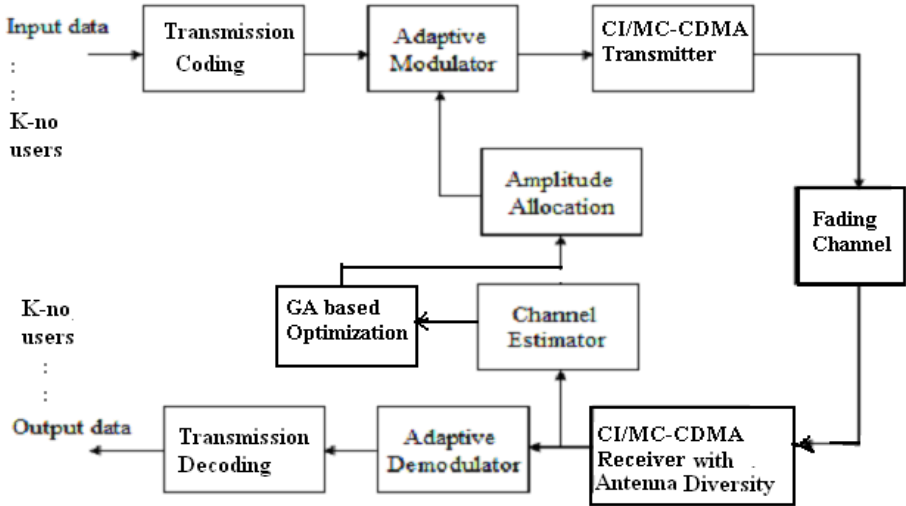 Input data
:
:
K-no
users
Transmission
Coding
Adaptive
Modulator
CI/MC-CDMA
Transmitter
Amplitude
Allocation
Fading
Channel
GA based
Optimization
Channel
Estimator
K-no
users
:
:
Output data
Transmission
Decoding
Adaptive
Demodulator
CI/MC-CDMA
Receiver with
Antenna Diversity